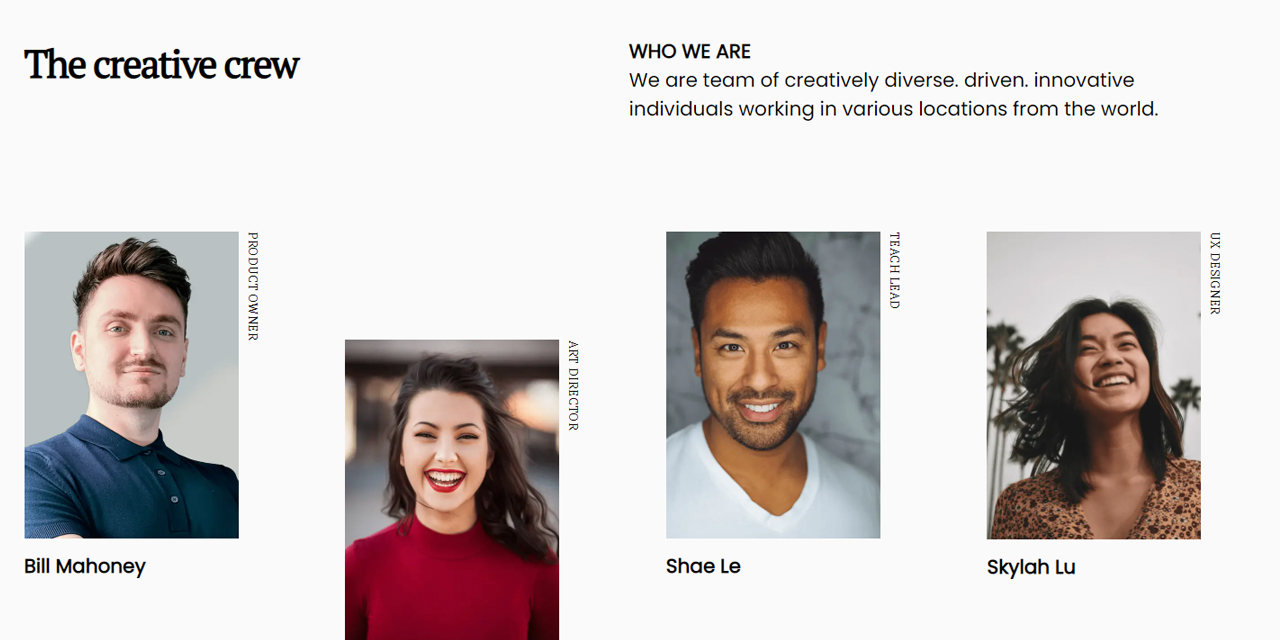 The creative crew
WHO WE ARE
We are team of creatively diverse. driven. innovative
individuals working in various locations from the world.
PRODUCT OWNER
Bill Mahoney
ART DIRECTOR
TEACH LEAD
Shae Le
UX DESIGNER
Skylah Lu